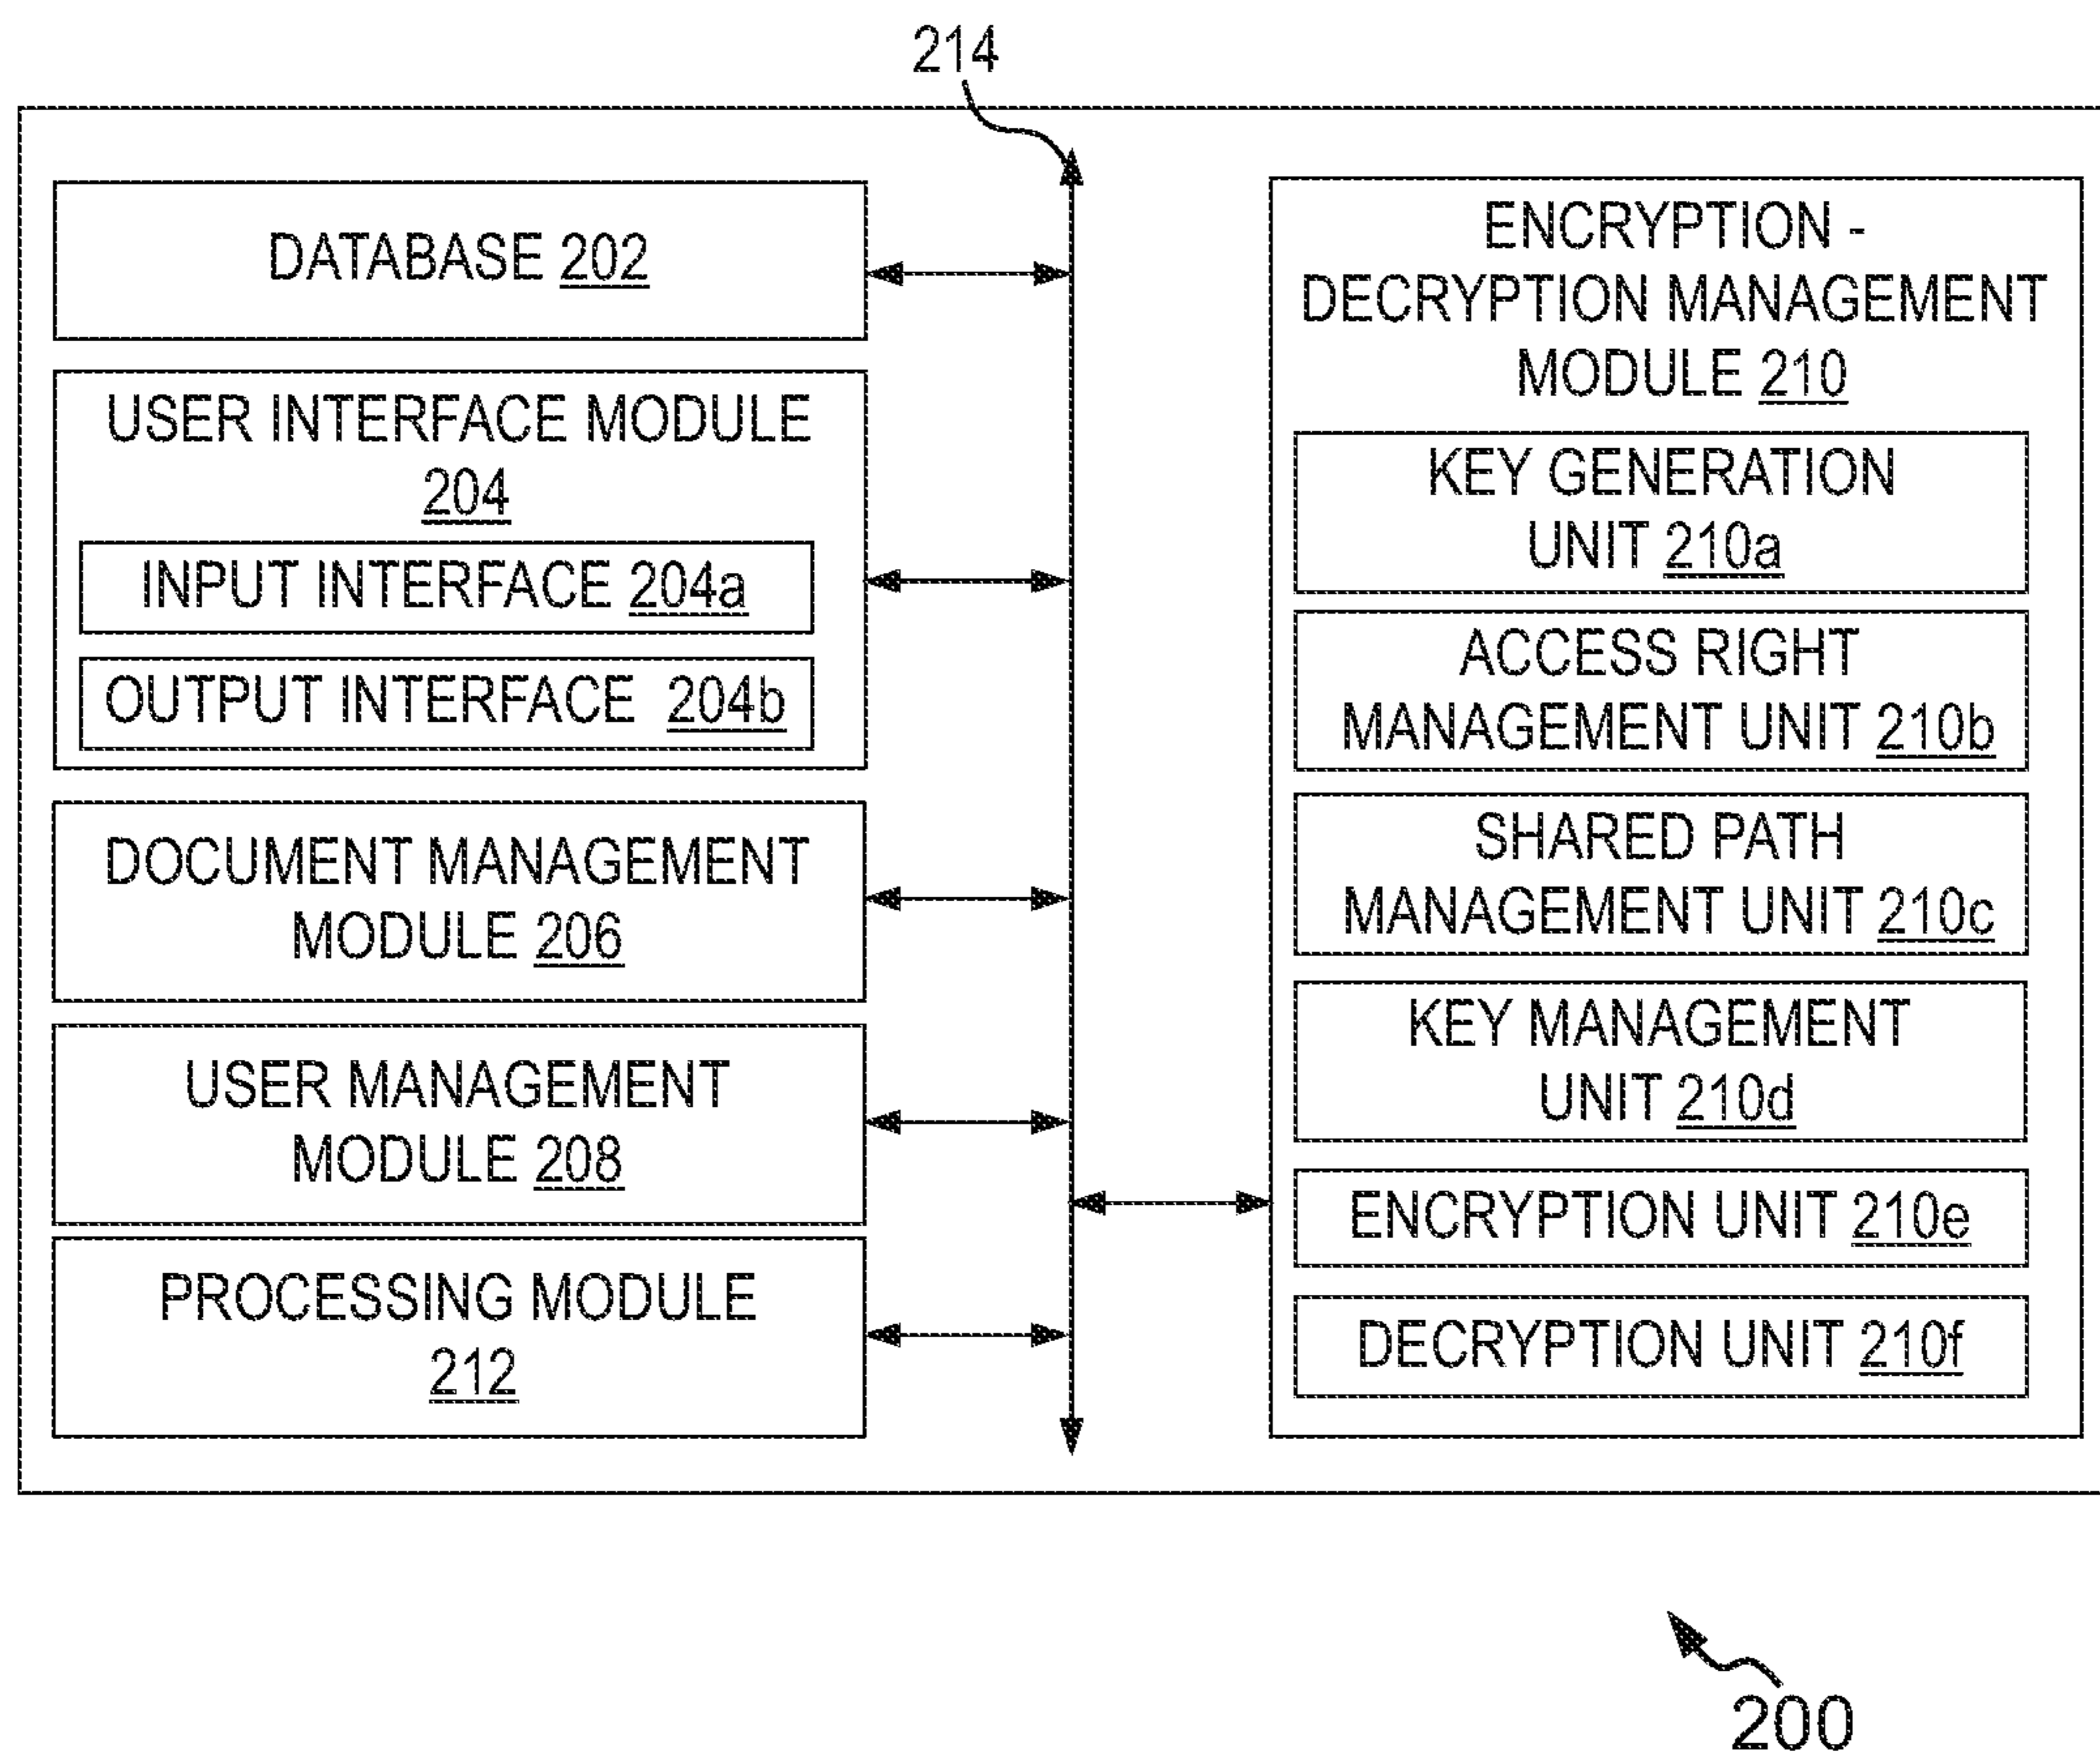 214
DATABASE 202
USER INTERFACE MODULE
204
INPUT INTERFACE 204a
OUTPUT INTERFACE 204b
DOCUMENT MANAGEMENT
MODULE 206
USER MANAGEMENT
MODULE 208
PROCESSING MODULE
212
ENCRYPTION -
DECRYPTION MANAGEMENT
MODULE 210
KEY GENERATION
UNIT 210a
ACCESS RIGHT
MANAGEMENT UNIT 210b
SHARED PATH
MANAGEMENT UNIT 210c
KEY MANAGEMENT
UNIT 210d
ENCRYPTION UNIT 210e
DECRYPTION UNIT 210f
200